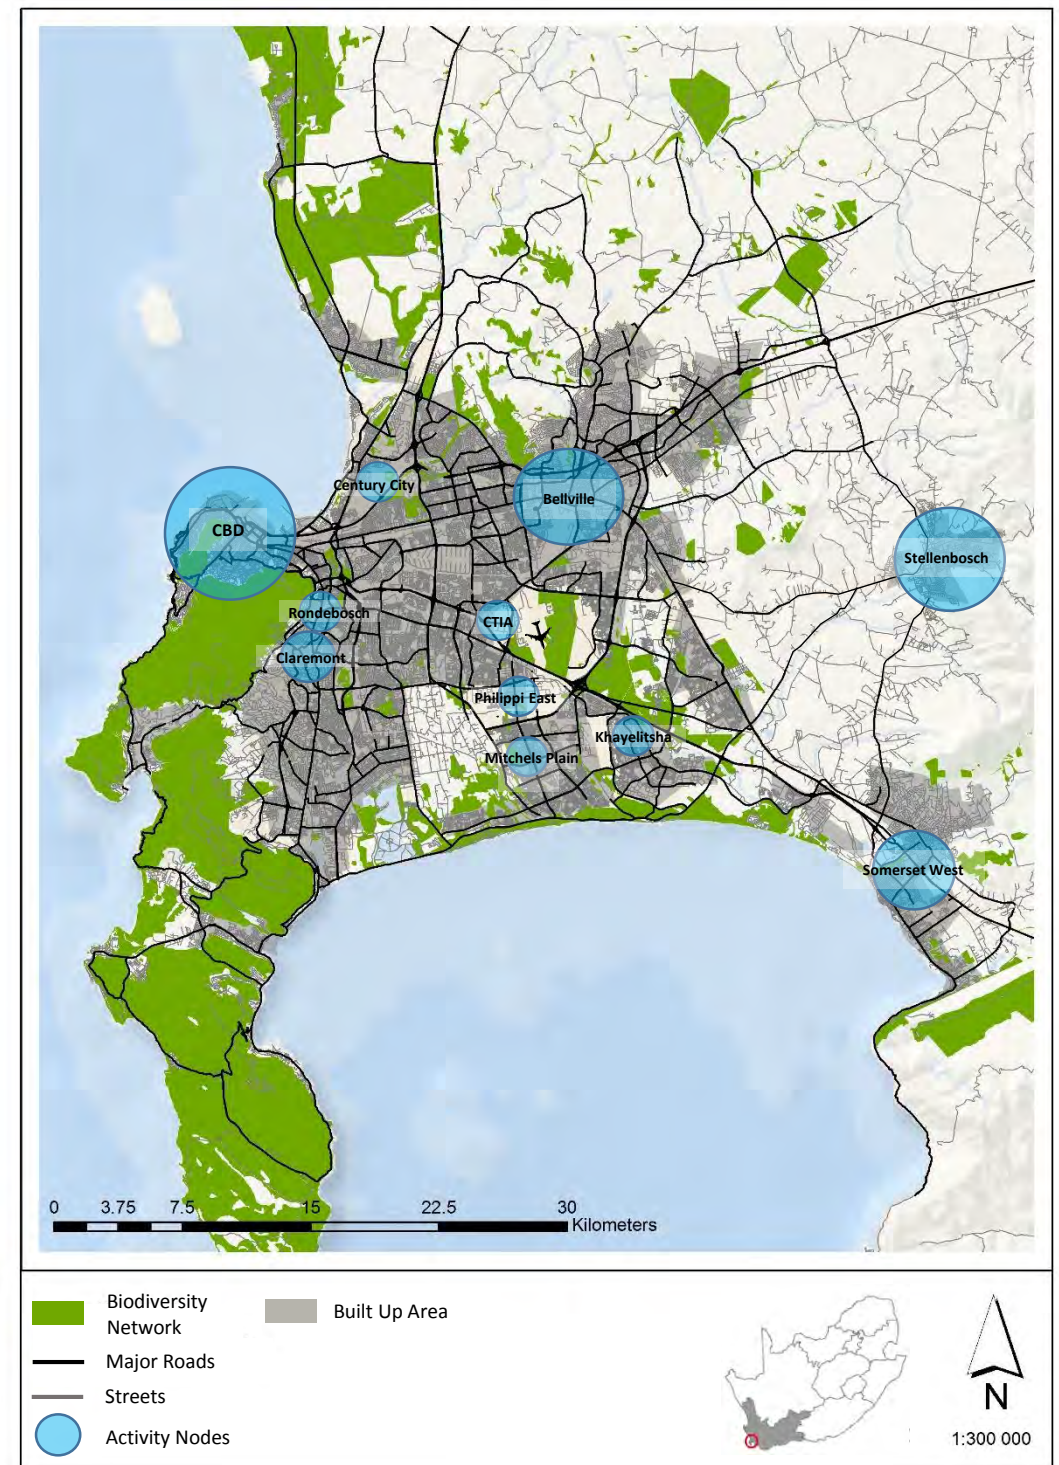 Century City
Bellville
CBD
Stellenbosch
Rondebosch
CTIA
Claremont
Philippi East
Khayelitsha
Mitchels Plain
Somerset West
0 3.75 7.5 15 22.5 30
Kilometers
Biodiversity
Network
Built Up Area
Major Roads
Streets
Activity Nodes
N
1:300 000